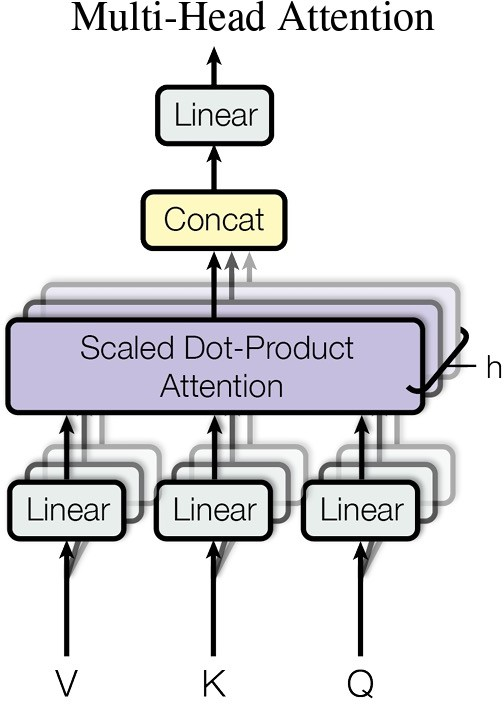 Multi-Head Attention
Linear
Concat
Scaled Dot-Product
Attention
h
Linear
Linear
Linear
V
K
Q